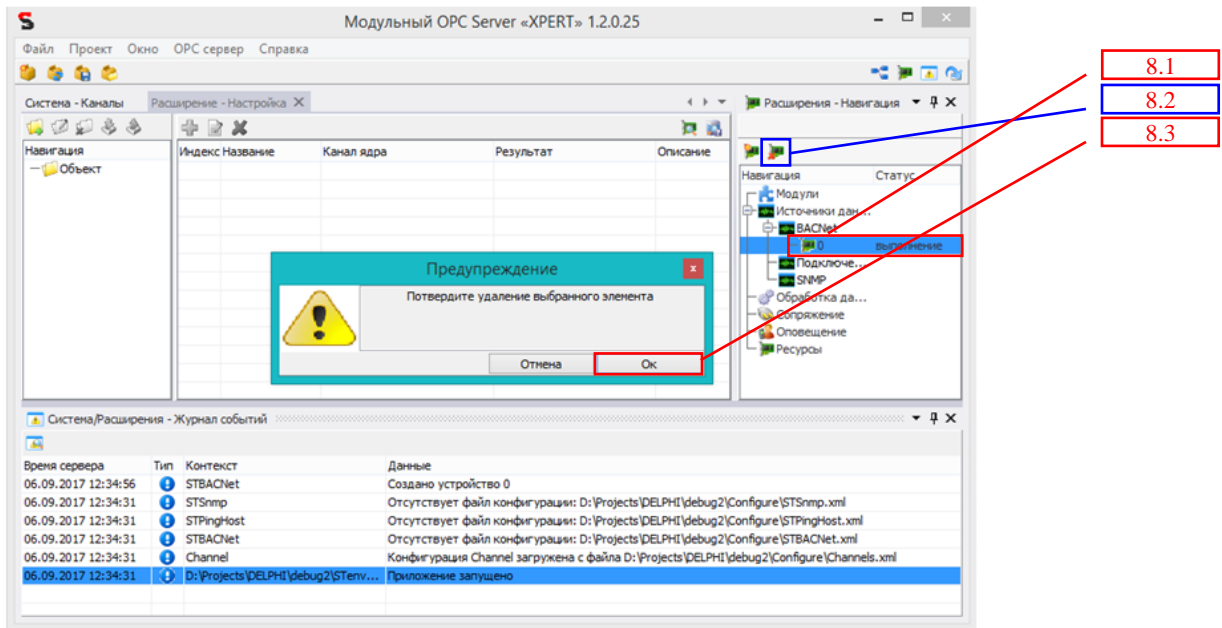 Модульный OPC Server «XPERT» 1.2.0.25
Файл Проект Окно OPC сервер Справка
Система - Каналы
Расширение - Настройка
Расширения - Навигация
Навигация
Объект
Индекс Название Канал ядра Результат Описание
Навигация Статус
Модули
Источники дан...
BACNet
0 выполнение
Подключе...
SNMP
Обработка да...
Сопряжение
Оповещение
Ресурсы
Предупреждение
Потвердите удаление выбранного элемента
Отмена Ок
8.1
8.2
8.3
Система/Расширения - Журнал событий
Время сервера Тип Контекст Данные
06.09.2017 12:34:56 STBACNet Создано устройство 0
06.09.2017 12:34:31 STSnmp Отсутствует файл конфигурации: D:\Projects\DELPHI\debug2\Configure\STSnmp.xml
06.09.2017 12:34:31 STPingHost Отсутствует файл конфигурации: D:\Projects\DELPHI\debug2\Configure\STPingHost.xml
06.09.2017 12:34:31 STBACNet Отсутствует файл конфигурации: D:\Projects\DELPHI\debug2\Configure\STBACNet.xml
06.09.2017 12:34:31 Channel Конфигурация Channel загружена с файла D:\Projects\DELPHI\debug2\Configure\Channels.xml
06.09.2017 12:34:31 D:\Projects\DELPHI\debug2\STenv... Приложение запущено